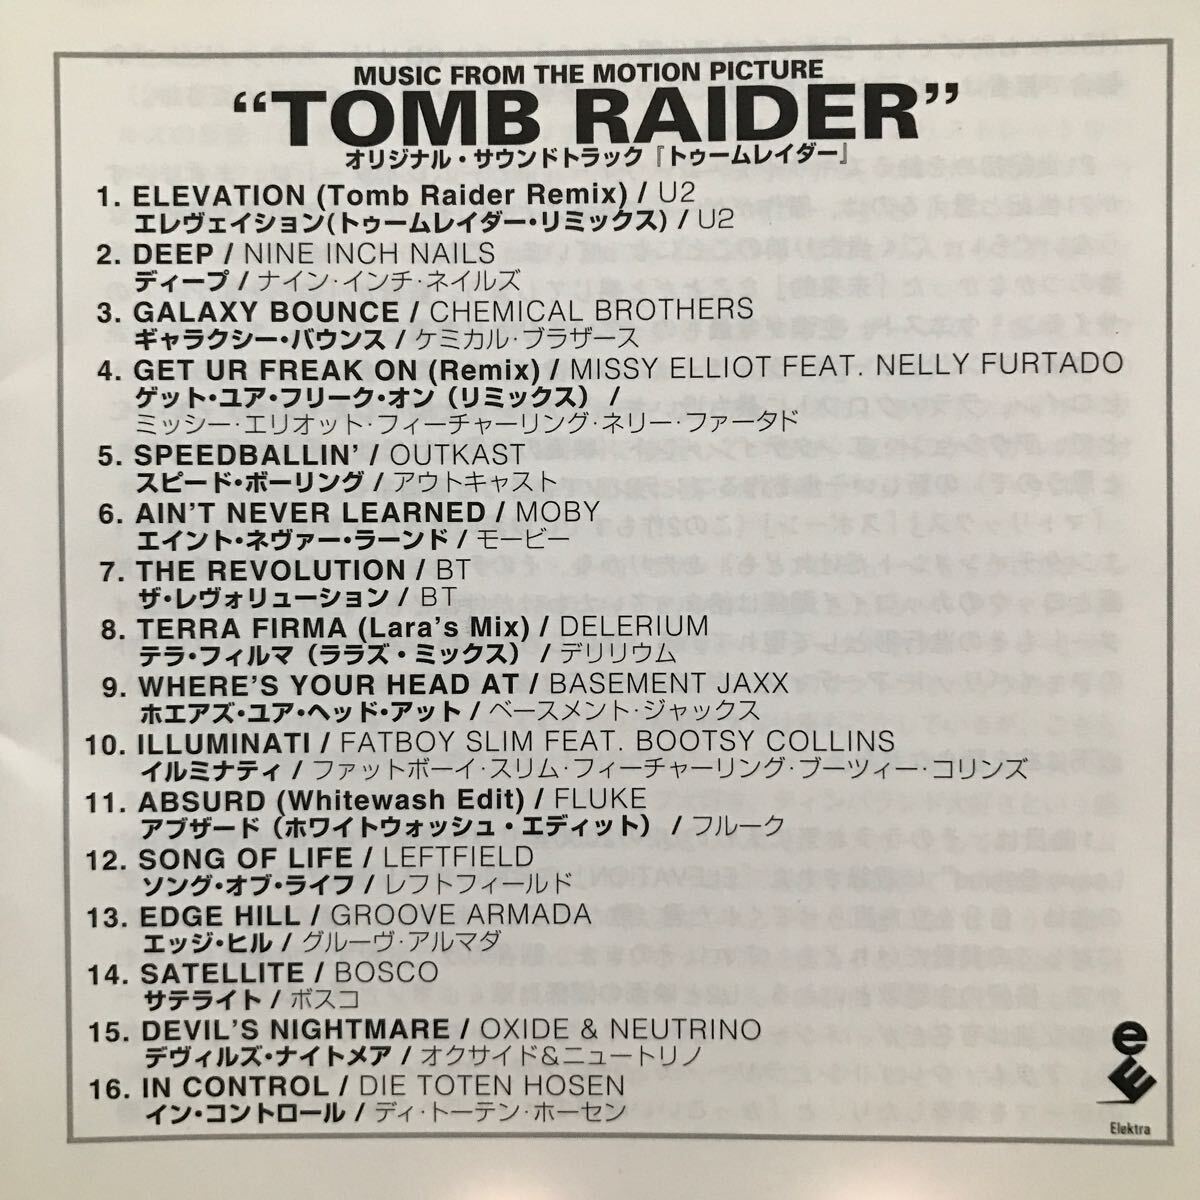 MUSIC FROM THE MOTION PICTURE
“TOMB RAIDER”
オリジナル・サウンドトラック『トゥームレイダー』
1. ELEVATION (Tomb Raider Remix) / U2
エレヴェイション(トゥームレイダー・リミックス) / U2
2. DEEP / NINE INCH NAILS
ディープ / ナイン・インチ・ネイルズ
3. GALAXY BOUNCE / CHEMICAL BROTHERS
ギャラクシー・バウンス / ケミカル・ブラザース
4. GET UR FREAK ON (Remix) / MISSY ELLIOT FEAT. NELLY FURTADO
ゲット・ユア・フリーク・オン（リミックス） /
ミッシー・エリオット・フィーチャーリング・ネリー・ファータド
5. SPEEDBALLIN’ / OUTKAST
スピード・ボーリング / アウトキャスト
6. AIN’T NEVER LEARNED / MOBY
エイント・ネヴァー・ラーンド / モービー
7. THE REVOLUTION / BT
ザ・レヴォリューション / BT
8. TERRA FIRMA (Lara’s Mix) / DELERIUM
テラ・フィルマ（ララズ・ミックス） / デリリウム
9. WHERE’S YOUR HEAD AT / BASEMENT JAXX
ホエアズ・ユア・ヘッド・アット / ベースメント・ジャックス
10. ILLUMINATI / FATBOY SLIM FEAT. BOOTSY COLLINS
イルミナティ / ファットボーイ・スリム・フィーチャーリング・ブーツィー・コリンズ
11. ABSURD (Whitewash Edit) / FLUKE
アブザード（ホワイトウォッシュ・エディット） / フルーク
12. SONG OF LIFE / LEFTFIELD
ソング・オブ・ライフ / レフトフィールド
13. EDGE HILL / GROOVE ARMADA
エッジ・ヒル / グルーヴ・アルマダ
14. SATELLITE / BOSCO
サテライト / ボスコ
15. DEVIL’S NIGHTMARE / OXIDE & NEUTRINO
デヴィルズ・ナイトメア / オクサイド&ニュートリノ
16. IN CONTROL / DIE TOTEN HOSEN
イン・コントロール / ディ・トーテン・ホーセン
Elektra